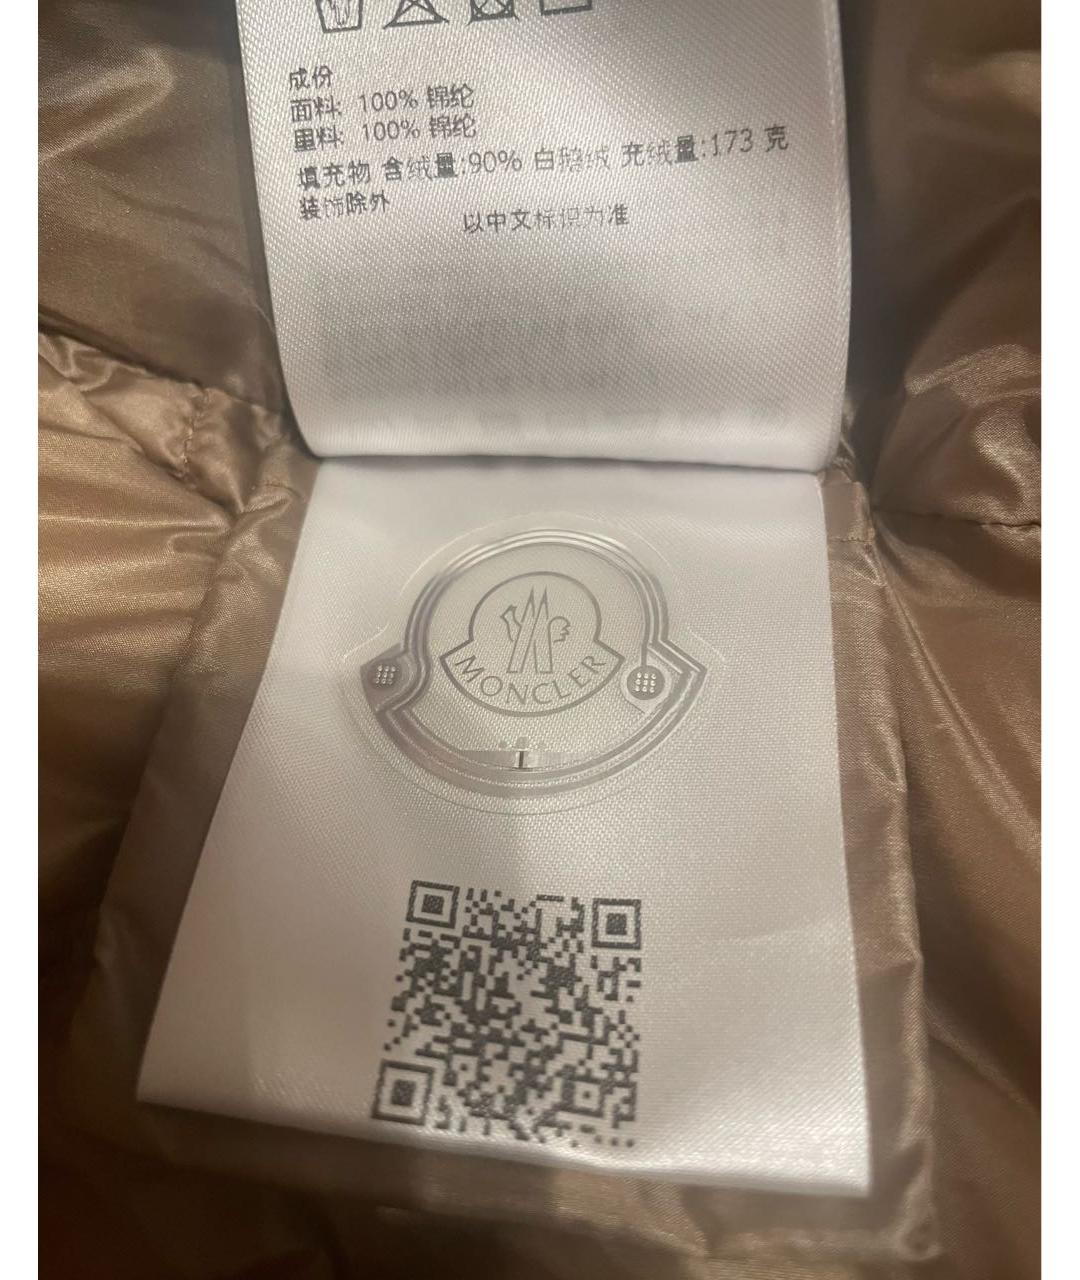 成份
面料: 100% 锦纶
里料: 100% 锦纶
填充物 含绒量:90% 白鹅绒 充绒量:173 克
装饰除外
以中文标识为准
MONCLER